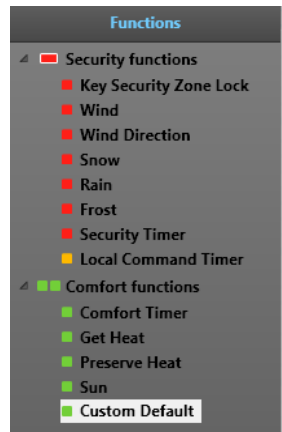 Functions
Security functions
Key Security Zone Lock
Wind
Wind Direction
Snow
Rain
Frost
Security Timer
Local Command Timer
Comfort functions
Comfort Timer
Get Heat
Preserve Heat
Sun
Custom Default